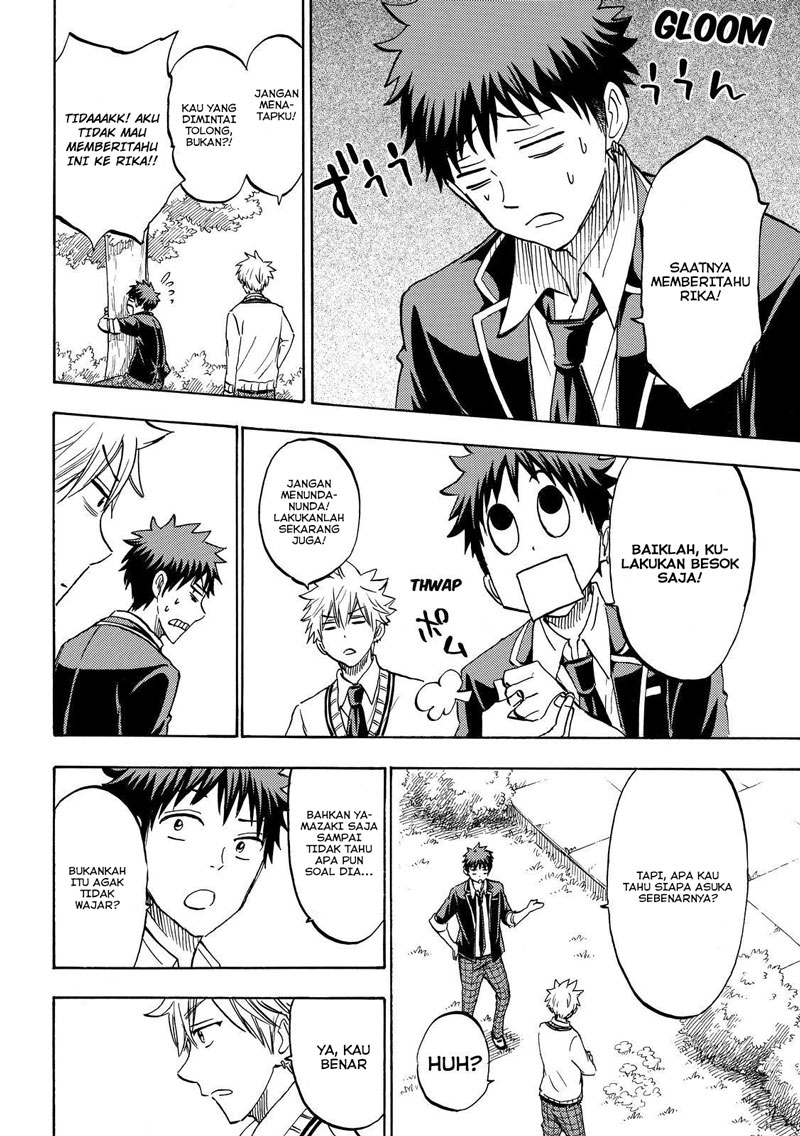 GLOOM
ううん
ずぅぅ
SAATNYA
MEMBERITAHU
RIKA!
JANGAN
MENA-
TAPKU!
KAU YANG
DIMINTAI
TOLONG,
BUKAN?!
TIDAAAKK! AKU
TIDAK MAU
MEMBERITAHU
INI KE RIKA!!
BAIKLAH, KU-
LAKUKAN BESOK
SAJA!
THWAP
ぽむ
JANGAN
MENUNDA-
NUNDA!
LAKUKANLAH
SEKARANG
JUGA!
TAPI, APA KAU
TAHU SIAPA ASUKA
SEBENARNYA?
HUH?
BAHKAN YA-
MAZAKI SAJA
SAMPAI
TIDAK TAHU
APA PUN
SOAL DIA...
BUKANKAH
ITU AGAK
TIDAK
WAJAR?
YA, KAU
BENAR